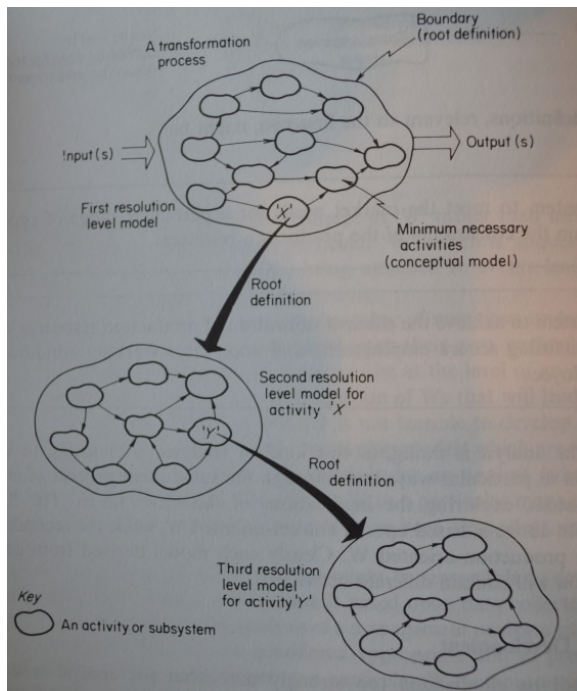 A transformation
process
Boundary
(root definition)
Input(s)
Output (s)
First resolution
level model
'X'
Minimum necessary
activities
(conceptual model)
Root
definition
Second resolution
level model for
activity 'X'
'Y'
Root
definition
Third resolution
level model
for activity 'Y'
Key
An activity or subsystem